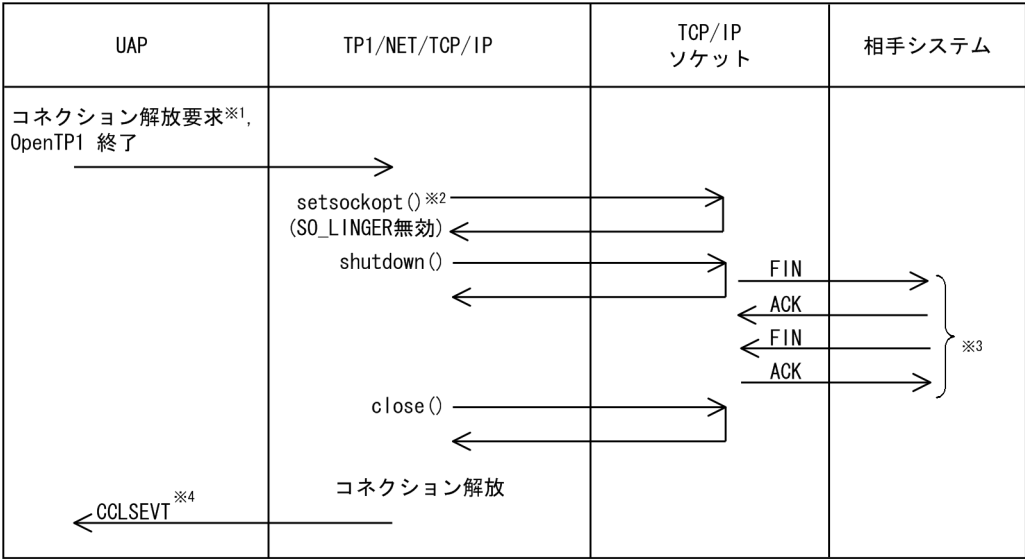 UAP
TP1/NET/TCP/IP
TCP/IP
ソケット
相手システム
コネクション解放要求※1,
OpenTP1 終了
setsockopt()※2
(SO_LINGER無効)
shutdown()
FIN
ACK
FIN
※3
ACK
close()
コネクション解放
CCLSEVT※4